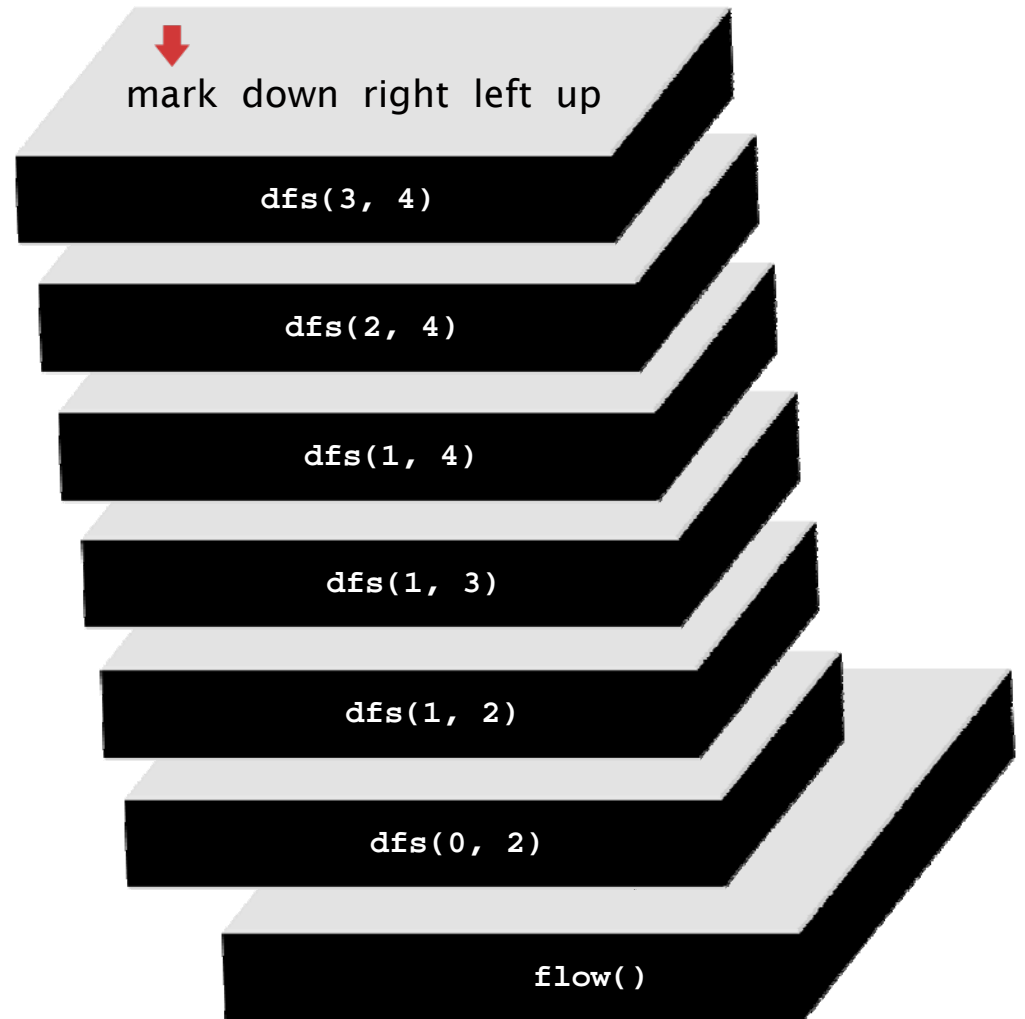 mark down right left up
dfs(3, 4)
dfs(2, 4)
dfs(1, 4)
dfs(1, 3)
dfs(1, 2)
dfs(0, 2)
flow()